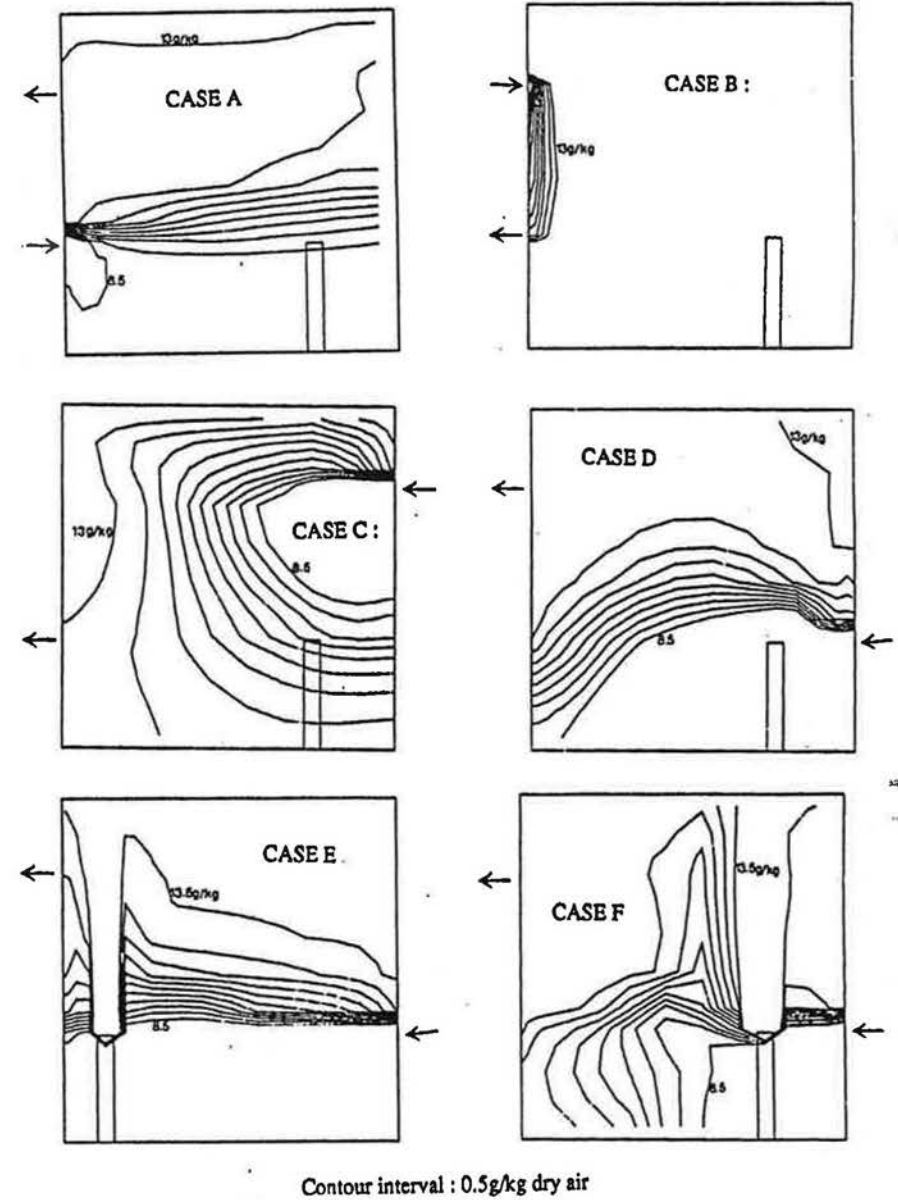 13g/kg
CASE A
8.5
CASE B :
13g/kg
13g/kg
CASE C :
8.5
13g/kg
CASE D
8.5
13.5g/kg
CASE E
8.5
13.5g/kg
CASE F
8.5
Contour interval : 0.5g/kg dry air